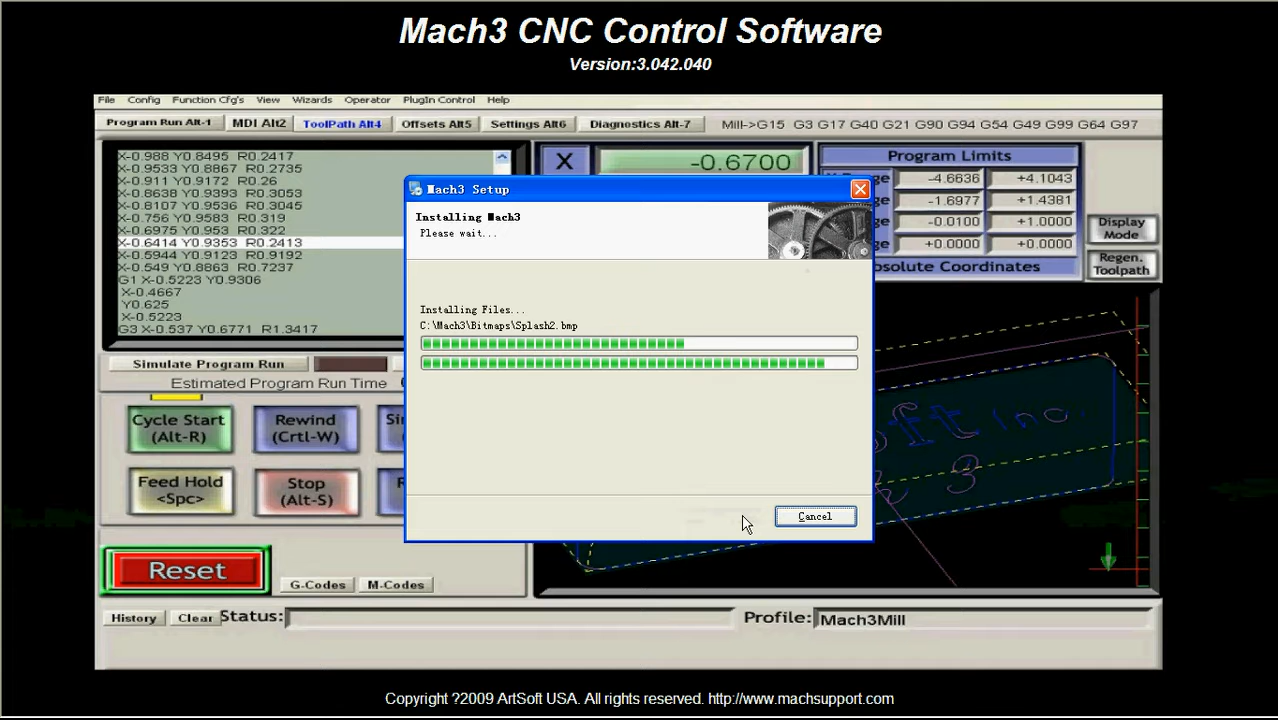 Mach3 CNC Control Software
Version:3.042.040
File Config Function Cfg's View Wizards Operator PlugIn Control Help
Program Run Alt-1 MDI Alt2 ToolPath Alt4 Offsets Alt5 Settings Alt6 Diagnostics Alt-7 Mill->G15 G3 G17 G40 G21 G90 G94 G54 G49 G99 G64 G97
X-0.988 Y0.8495 R0.2417
X-0.9533 Y0.8867 R0.2735
X-0.911 Y0.9172 R0.26
X-0.8638 Y0.9393 R0.3053
X-0.8107 Y0.9536 R0.3045
X-0.756 Y0.9583 R0.319
X-0.6975 Y0.953 R0.322
X-0.6414 Y0.9353 R0.2413
X-0.5944 Y0.9123 R0.9192
X-0.549 Y0.8863 R0.7237
G1 X-0.5223 Y0.9306
X-0.4667
Y0.625
X-0.5223
G3 X-0.537 Y0.6771 R1.3417
X -0.6700
Program Limits
-4.6636 +4.1043
-1.6977 +1.4381
-0.0100 +1.0000
+0.0000 +0.0000
solute Coordinates
Display
Mode
Regen.
Toolpath
Mach3 Setup
Installing Mach3
Please wait...
Installing Files...
C:\Mach3\Bitmaps\Splash2.bmp
Cancel
Simulate Program Run
Estimated Program Run Time
Cycle Start
(Alt-R)
Rewind
(Crtl-W)
Feed Hold
<Spc>
Stop
(Alt-S)
oft Inc.
3
Reset
G-Codes M-Codes
History Clear Status: Profile: Mach3Mill
Copyright ?2009 ArtSoft USA. All rights reserved. http://www.machsupport.com